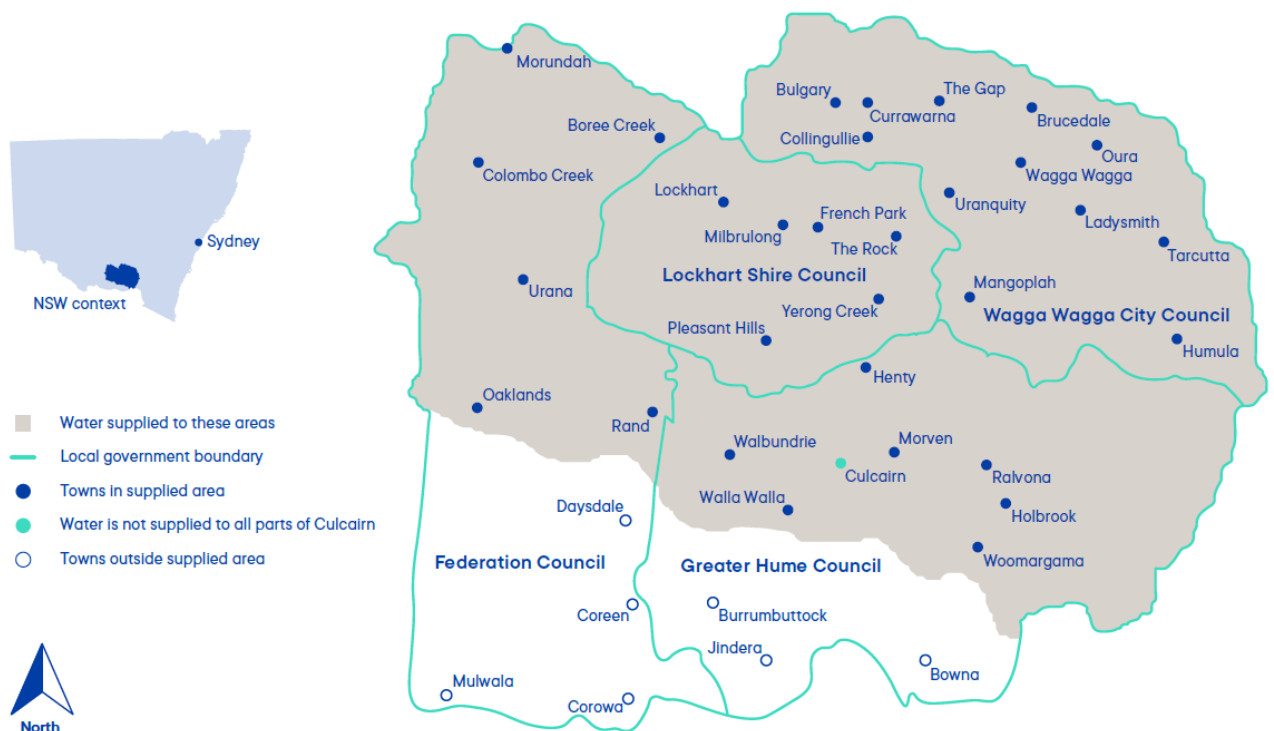 Morundah
Boree Creek
Colombo Creek
Urana
Oaklands
Rand
Bulgary
Currawarna
Collingullie
The Gap
Brucedale
Oura
Wagga Wagga
Uranquity
Ladysmith
Tarcutta
Mangoplah
Wagga Wagga City Council
Humula
Lockhart
Milbrulong
French Park
The Rock
Lockhart Shire Council
Yerong Creek
Pleasant Hills
Henty
Walbundrie
Morven
Culcairn
Ralvona
Walla Walla
Holbrook
Woomargama
Daysdale
Federation Council
Greater Hume Council
Coreen
Burrumbuttock
Jindera
Bowna
Mulwala
Corowa
Sydney
NSW context
Water supplied to these areas
Local government boundary
Towns in supplied area
Water is not supplied to all parts of Culcairn
Towns outside supplied area
North